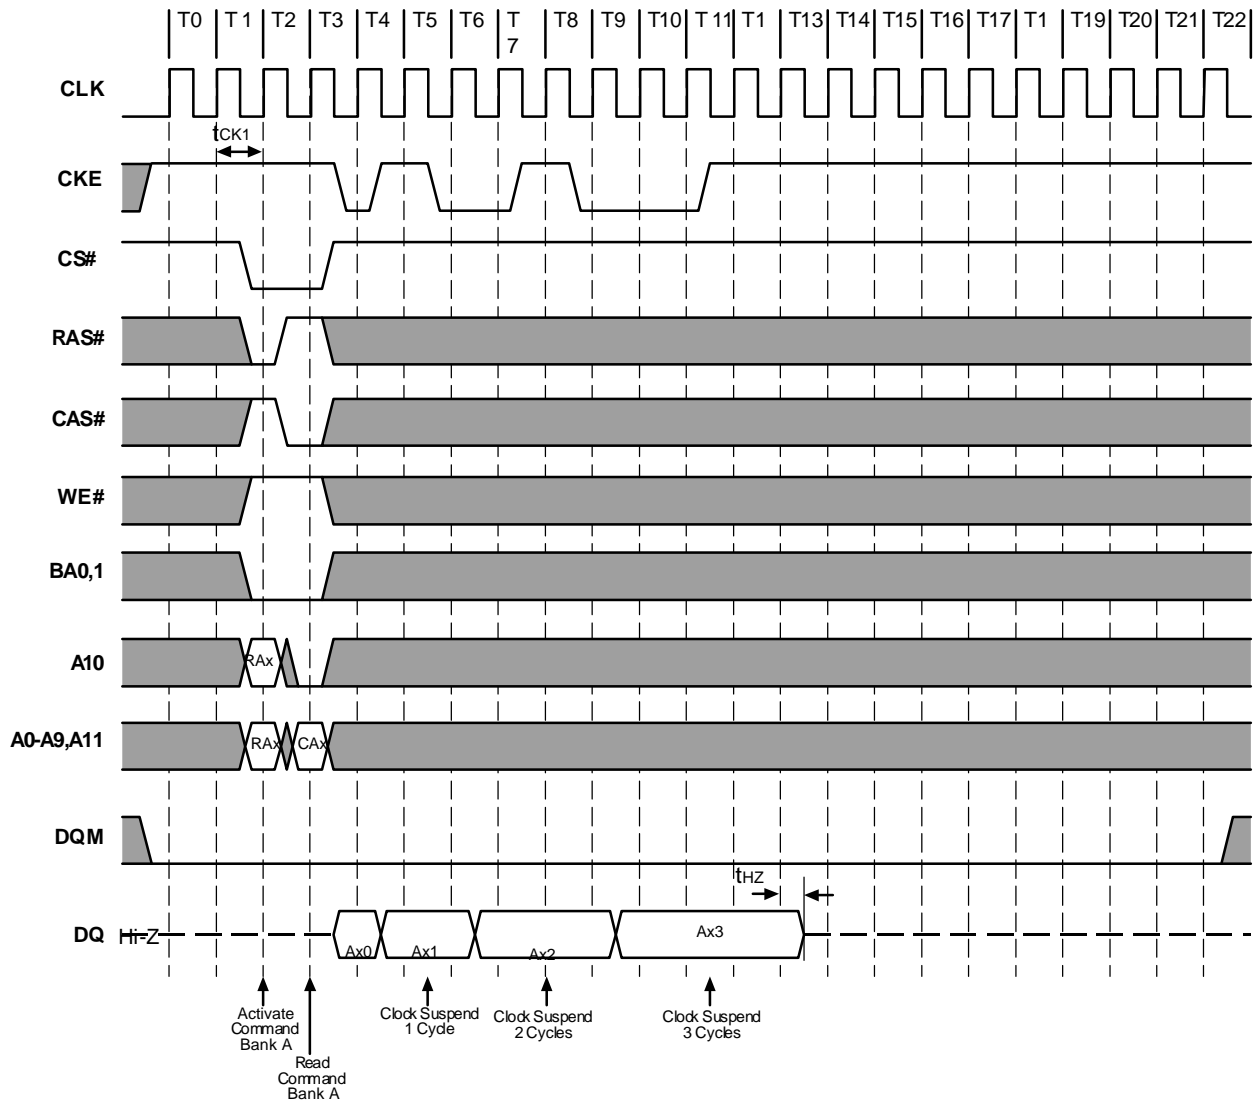 T0 T 1 T2 T3 T4 T5 T6 T T8 T9 T10 T 11 T1 T13 T14 T15 T16 T17 T1 T19 T20 T21 T22
7
CLK
tCK1
CKE
CS#
RAS#
CAS#
WE#
BA0,1
A10
RAx
A0-A9,A11
RAx CAx
DQM
tHZ
DQ Hi-Z
Ax0 Ax1 Ax2 Ax3
Activate
Command
Bank A
Read
Command
Bank A
Clock Suspend
1 Cycle
Clock Suspend
2 Cycles
Clock Suspend
3 Cycles